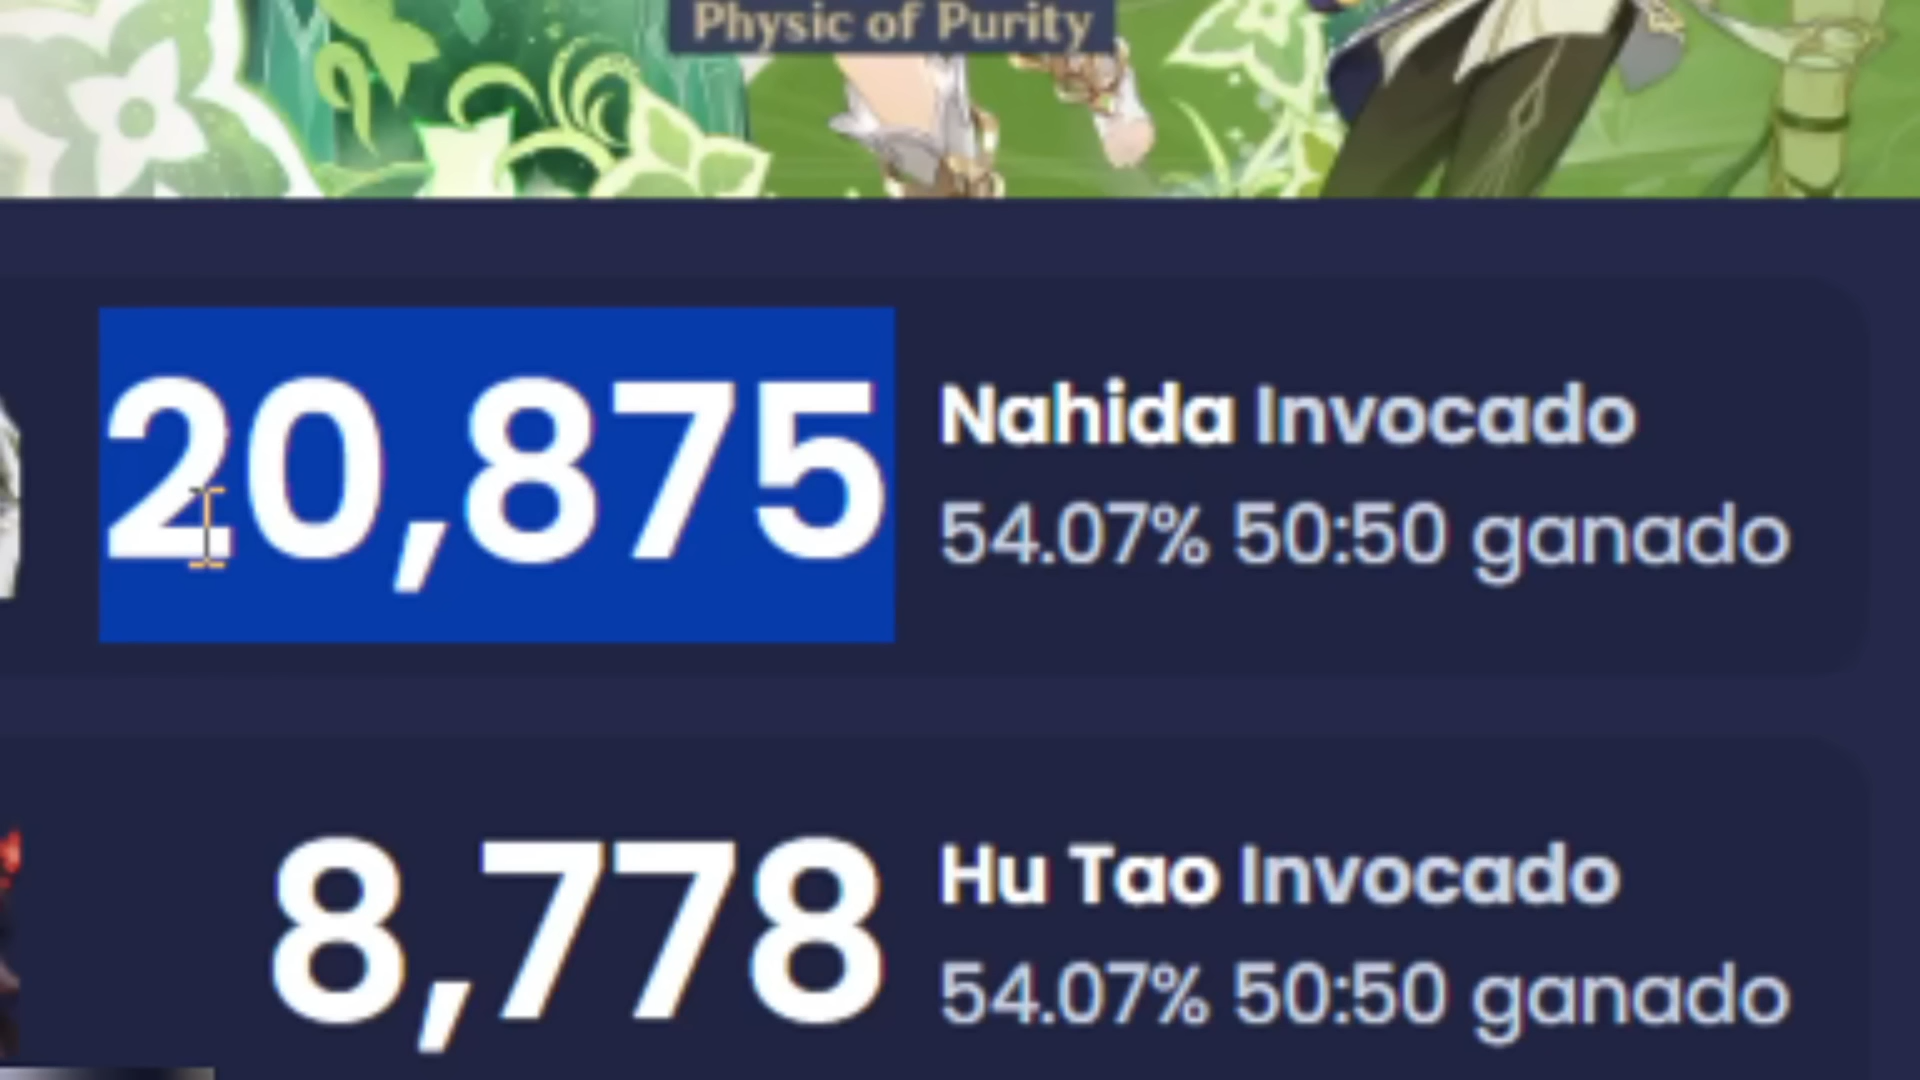 Physic of Purity
20,875
Nahida Invocado
54.07% 50:50 ganado
8,778
Hu Tao Invocado
54.07% 50:50 ganado